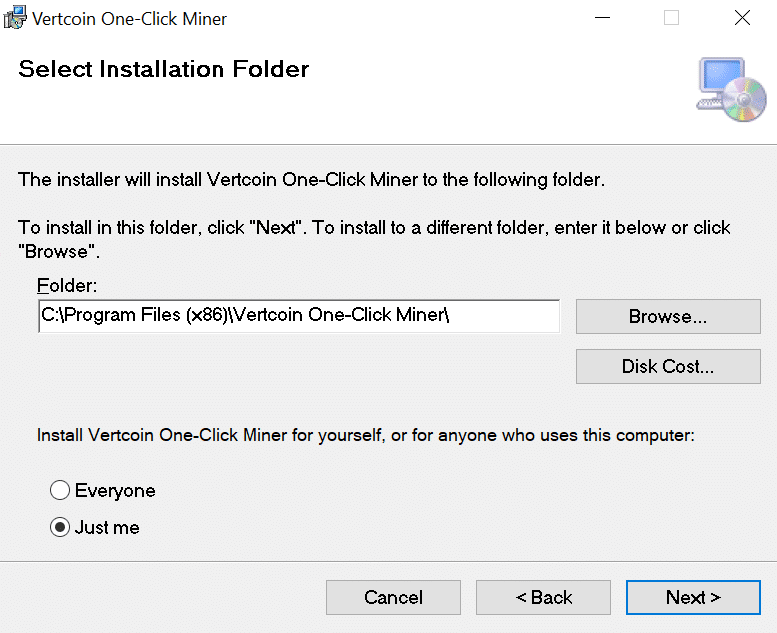 Vertcoin One-Click Miner
Select Installation Folder
The installer will install Vertcoin One-Click Miner to the following folder.
To install in this folder, click "Next". To install to a different folder, enter it below or click
"Browse".
Folder:
C:\Program Files (x86)\Vertcoin One-Click Miner\
Browse...
Disk Cost...
Install Vertcoin One-Click Miner for yourself, or for anyone who uses this computer:
Everyone
Just me
Cancel
< Back
Next >